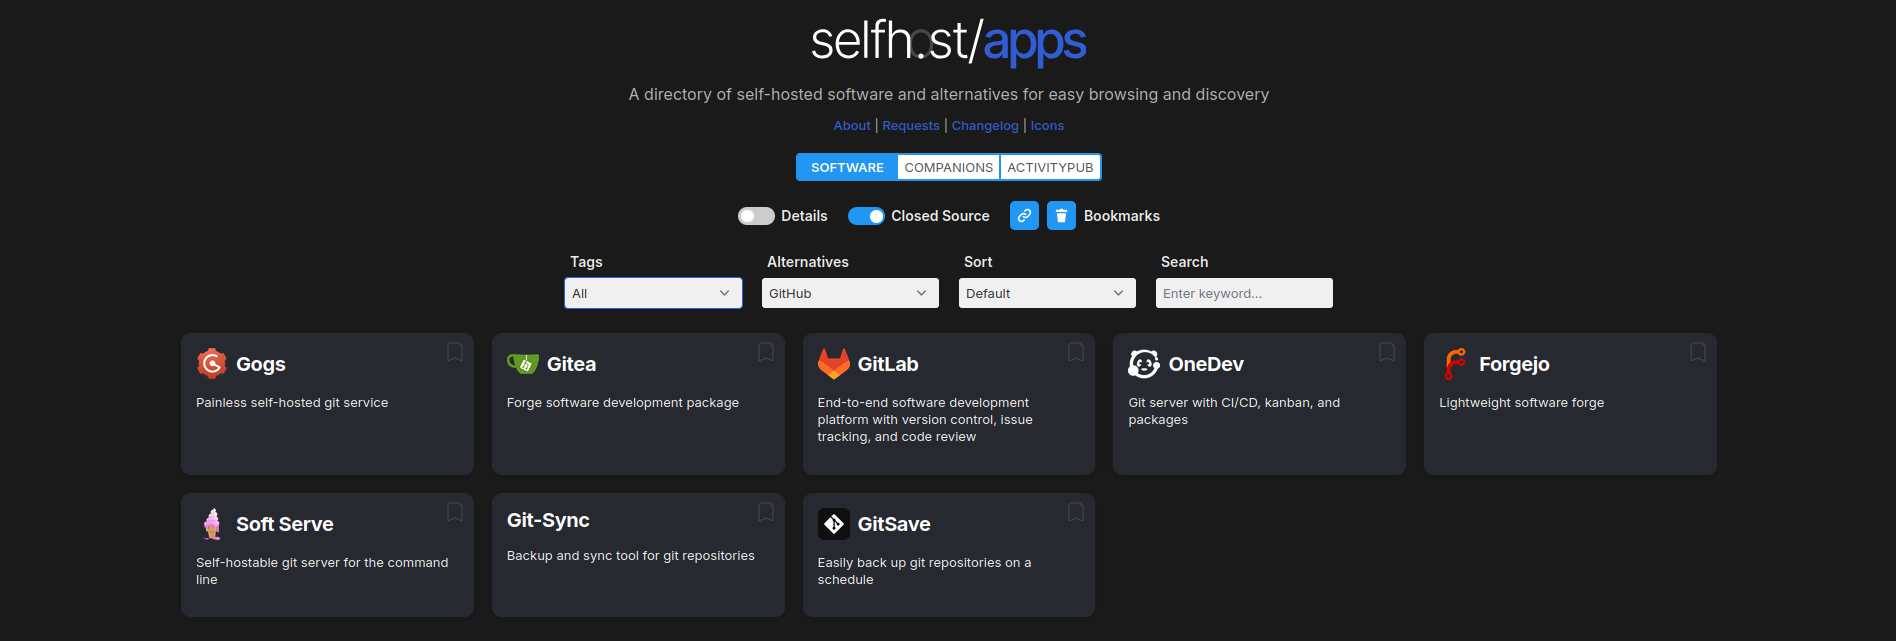 selfh.st/apps
A directory of self-hosted software and alternatives for easy browsing and discovery
About | Requests | Changelog | Icons
SOFTWARE COMPANIONS ACTIVITYPUB
Details Closed Source Bookmarks
Tags Alternatives Sort Search
All GitHub Default Enter keyword...
Gogs
Painless self-hosted git service
Gitea
Forge software development package
GitLab
End-to-end software development
platform with version control, issue
tracking, and code review
OneDev
Git server with CI/CD, kanban, and
packages
Forgejo
Lightweight software forge
Soft Serve
Self-hostable git server for the command
line
Git-Sync
Backup and sync tool for git repositories
GitSave
Easily back up git repositories on a
schedule